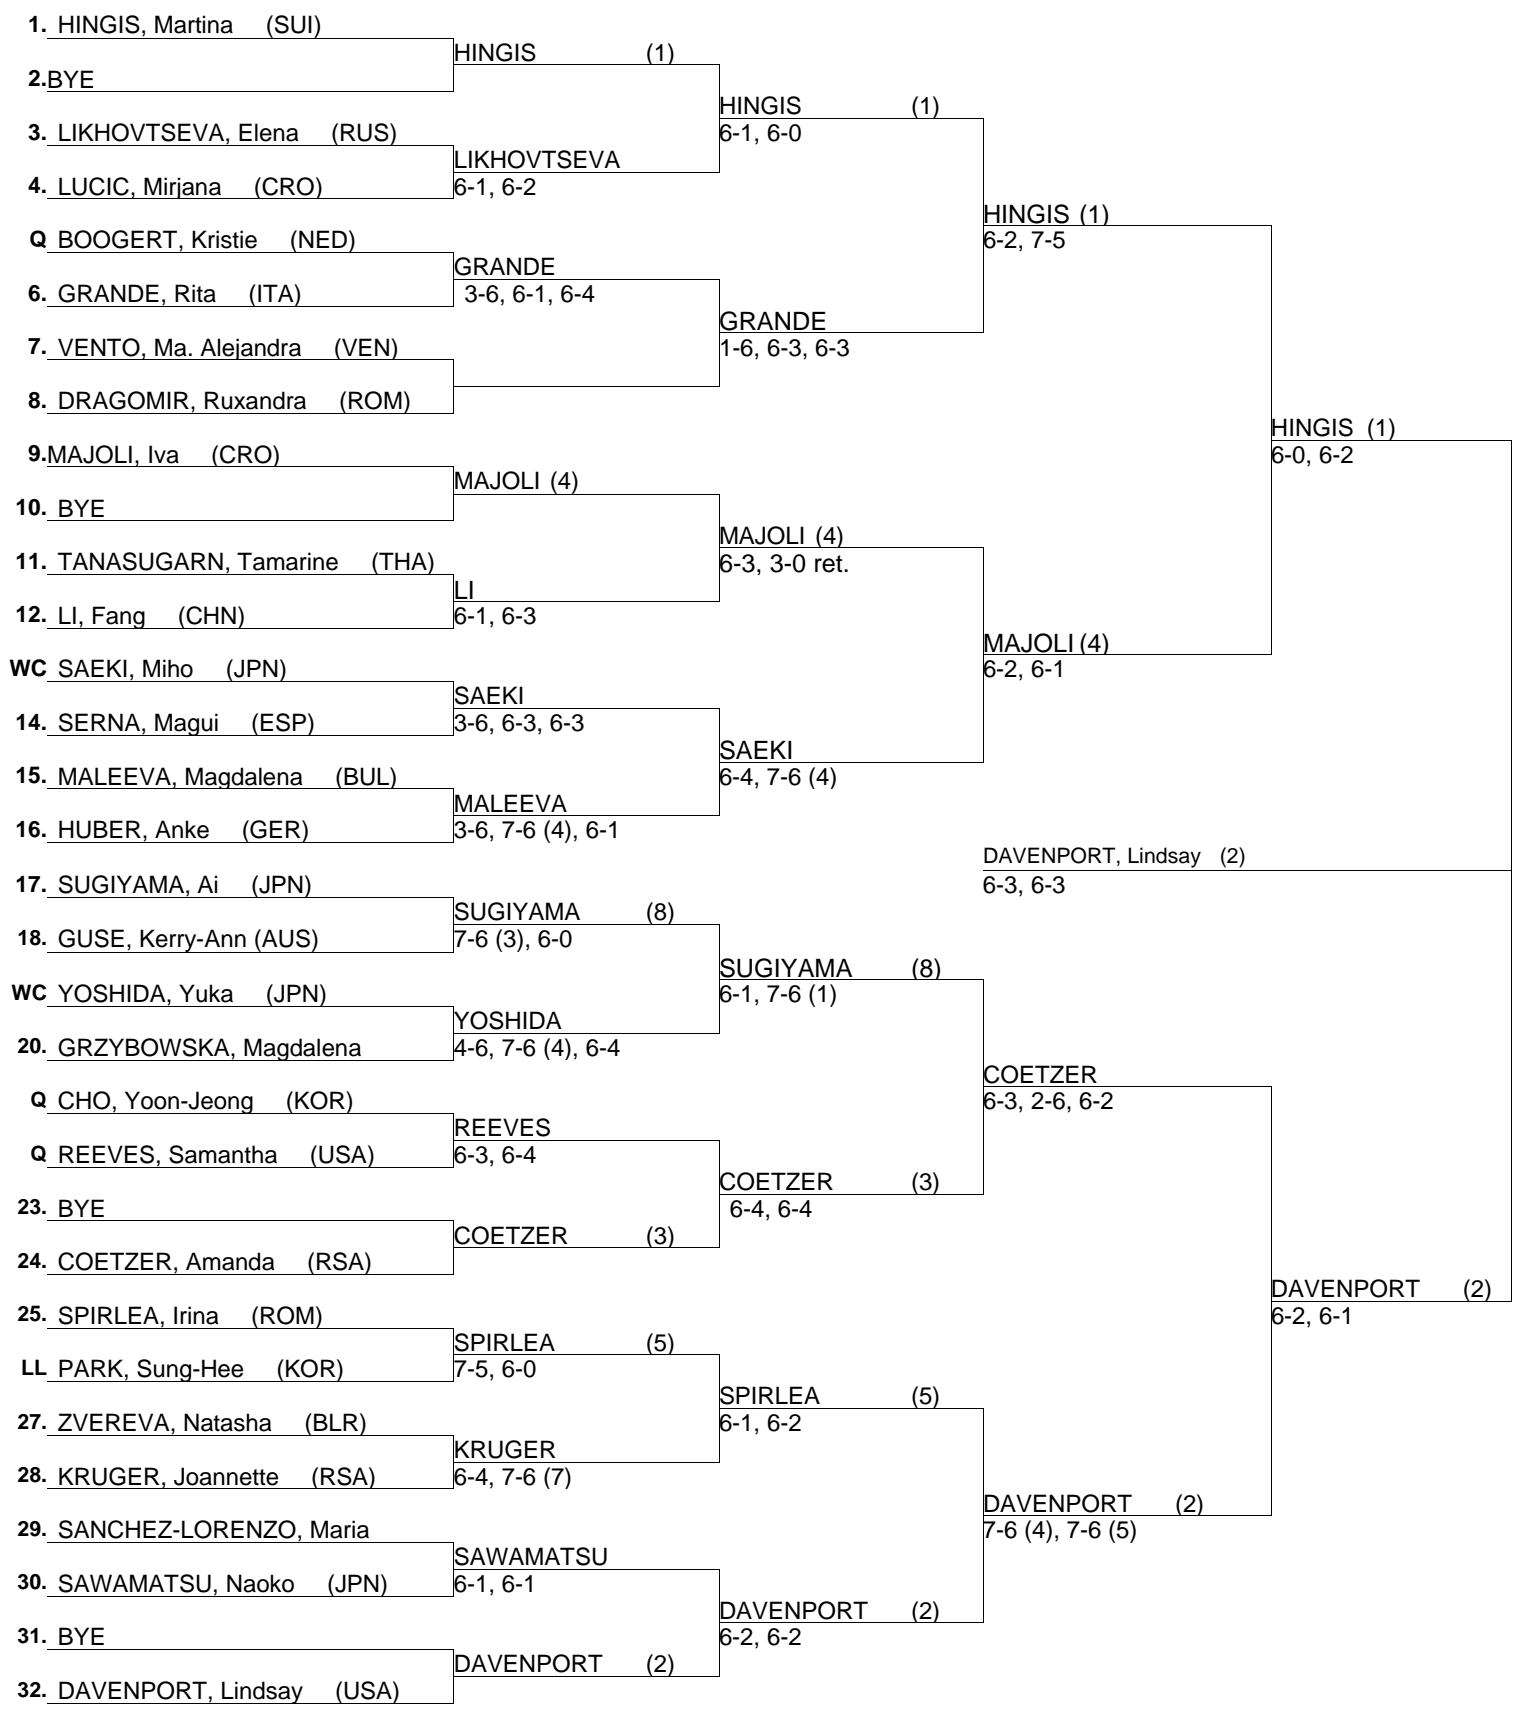 1. HINGIS, Martina (SUI)
HINGIS (1)
2. BYE
HINGIS (1)
6-1, 6-0
3. LIKHOVTSEVA, Elena (RUS)
LIKHOVTSEVA
6-1, 6-2
4. LUCIC, Mirjana (CRO)
HINGIS (1)
6-2, 7-5
Q BOOGERT, Kristie (NED)
GRANDE
3-6, 6-1, 6-4
6. GRANDE, Rita (ITA)
GRANDE
1-6, 6-3, 6-3
7. VENTO, Ma. Alejandra (VEN)
8. DRAGOMIR, Ruxandra (ROM)
HINGIS (1)
6-0, 6-2
9. MAJOLI, Iva (CRO)
MAJOLI (4)
10. BYE
MAJOLI (4)
6-3, 3-0 ret.
11. TANASUGARN, Tamarine (THA)
LI
6-1, 6-3
12. LI, Fang (CHN)
MAJOLI (4)
6-2, 6-1
WC SAEKI, Miho (JPN)
SAEKI
3-6, 6-3, 6-3
14. SERNA, Magui (ESP)
SAEKI
6-4, 7-6 (4)
15. MALEEVA, Magdalena (BUL)
MALEEVA
3-6, 7-6 (4), 6-1
16. HUBER, Anke (GER)
DAVENPORT, Lindsay (2)
6-3, 6-3
17. SUGIYAMA, Ai (JPN)
SUGIYAMA (8)
7-6 (3), 6-0
18. GUSE, Kerry-Ann (AUS)
SUGIYAMA (8)
6-1, 7-6 (1)
WC YOSHIDA, Yuka (JPN)
YOSHIDA
4-6, 7-6 (4), 6-4
20. GRZYBOWSKA, Magdalena
COETZER
6-3, 2-6, 6-2
Q CHO, Yoon-Jeong (KOR)
REEVES
6-3, 6-4
Q REEVES, Samantha (USA)
COETZER (3)
6-4, 6-4
23. BYE
COETZER (3)
24. COETZER, Amanda (RSA)
DAVENPORT (2)
6-2, 6-1
25. SPIRLEA, Irina (ROM)
SPIRLEA (5)
7-5, 6-0
LL PARK, Sung-Hee (KOR)
SPIRLEA (5)
6-1, 6-2
27. ZVEREVA, Natasha (BLR)
KRUGER
6-4, 7-6 (7)
28. KRUGER, Joannette (RSA)
DAVENPORT (2)
7-6 (4), 7-6 (5)
29. SANCHEZ-LORENZO, Maria
SAWAMATSU
6-1, 6-1
30. SAWAMATSU, Naoko (JPN)
DAVENPORT (2)
6-2, 6-2
31. BYE
DAVENPORT (2)
32. DAVENPORT, Lindsay (USA)